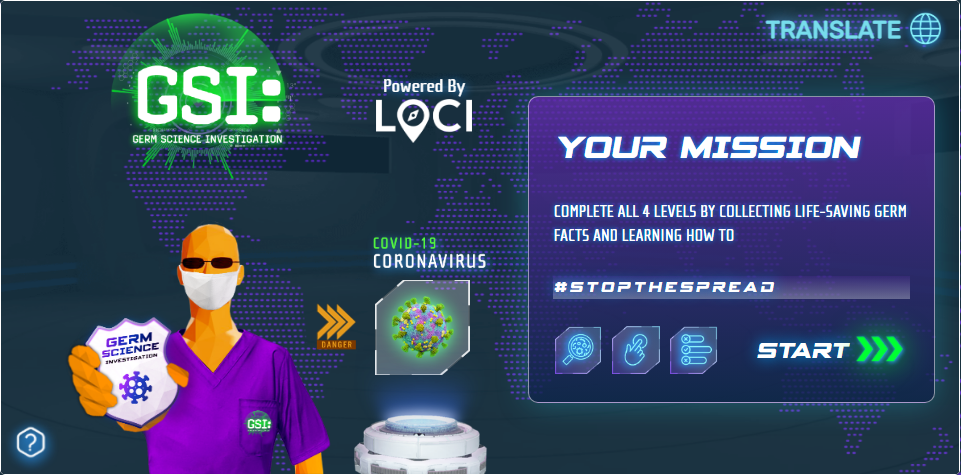 TRANSLATE
GSI:
GERM SCIENCE INVESTIGATION
Powered By
LOCI
YOUR MISSION
COMPLETE ALL 4 LEVELS BY COLLECTING LIFE-SAVING GERM
FACTS AND LEARNING HOW TO
#STOPTHESPREAD
START
COVID-19
CORONAVIRUS
DANGER
GERM
SCIENCE
INVESTIGATION
GSI:
?